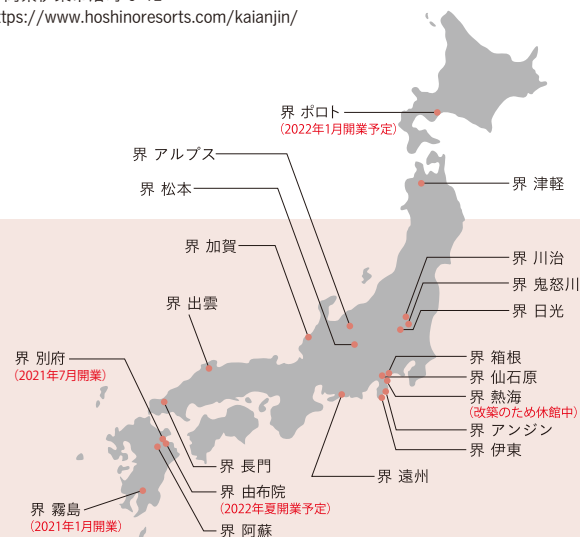 ttps://www.hoshinoresorts.com/kaianjin/
界 ポロト
（2022年1月開業予定）
界 アルプス
界 松本
界 津軽
界 加賀
界 川治
界 鬼怒川
界 出雲
界 日光
界 別府
（2021年7月開業）
界 箱根
界 仙石原
界 熱海
（改築のため休館中）
界 アンジン
界 伊東
界 長門
界 遠州
界 由布院
（2022年夏開業予定）
界 霧島
（2021年1月開業）
界 阿蘇